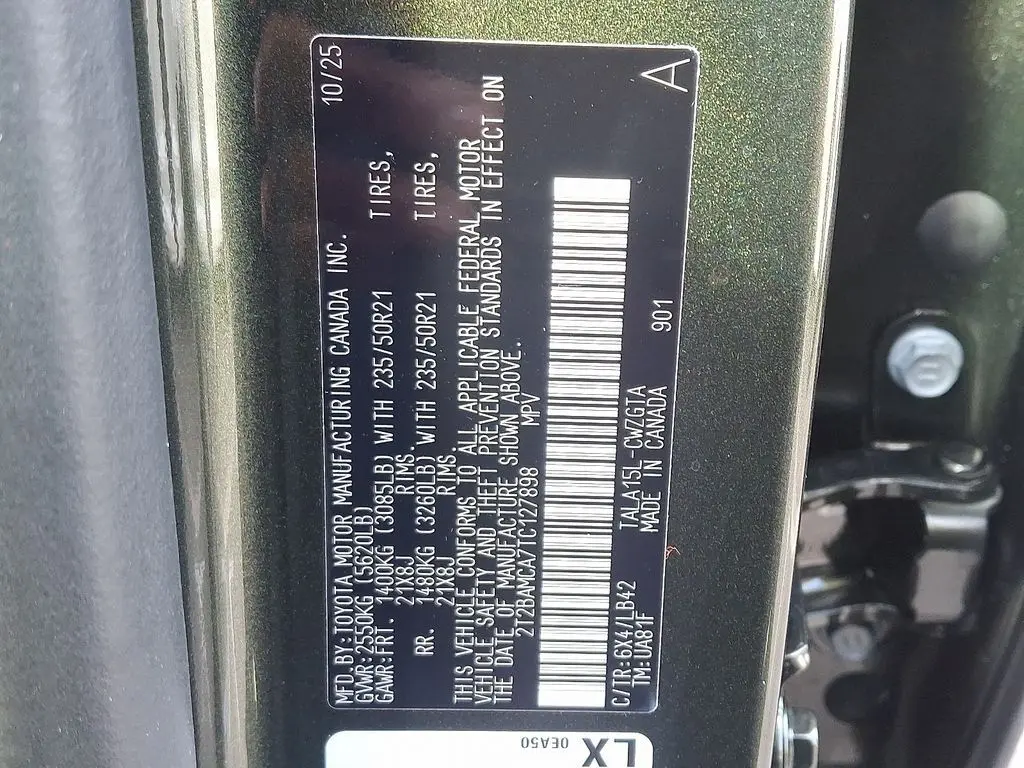 MFD.BY:TOYOTA MOTOR MANUFACTURING CANADA INC. 10/25
GVWR:2550KG (5620LB)
GAWR:FRT. 1400KG (3085LB) WITH 235/50R21 TIRES,
21X8J RIMS,
RR. 1480KG (3260LB) WITH 235/50R21 TIRES,
21X8J RIMS.
THIS VEHICLE CONFORMS TO ALL APPLICABLE FEDERAL MOTOR
VEHICLE SAFETY AND THEFT PREVENTION STANDARDS IN EFFECT ON
THE DATE OF MANUFACTURE SHOWN ABOVE.
2T2BAMCA7TC127898 MPV
C/TR:6X4/LB42 TALA15L-CWZGTA 901
TM:UA81F MADE IN CANADA A
LX
0EA50